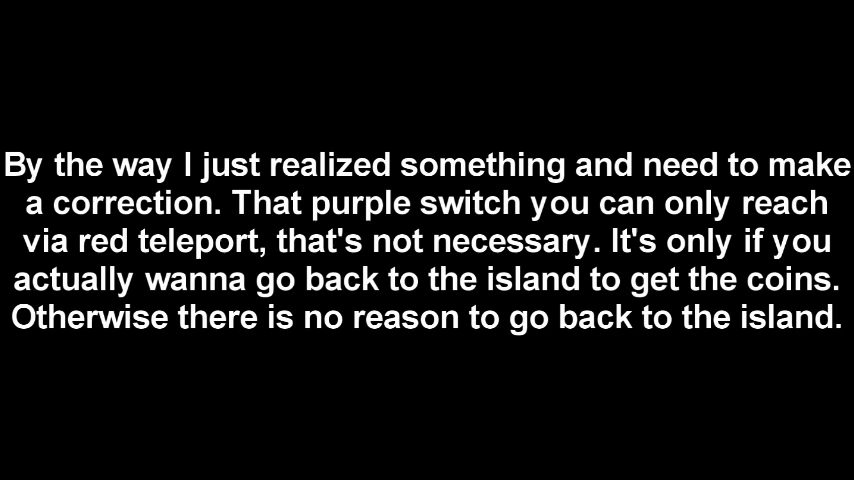 By the way I just realized something and need to make
a correction. That purple switch you can only reach
via red teleport, that's not necessary. It's only if you
actually wanna go back to the island to get the coins.
Otherwise there is no reason to go back to the island.